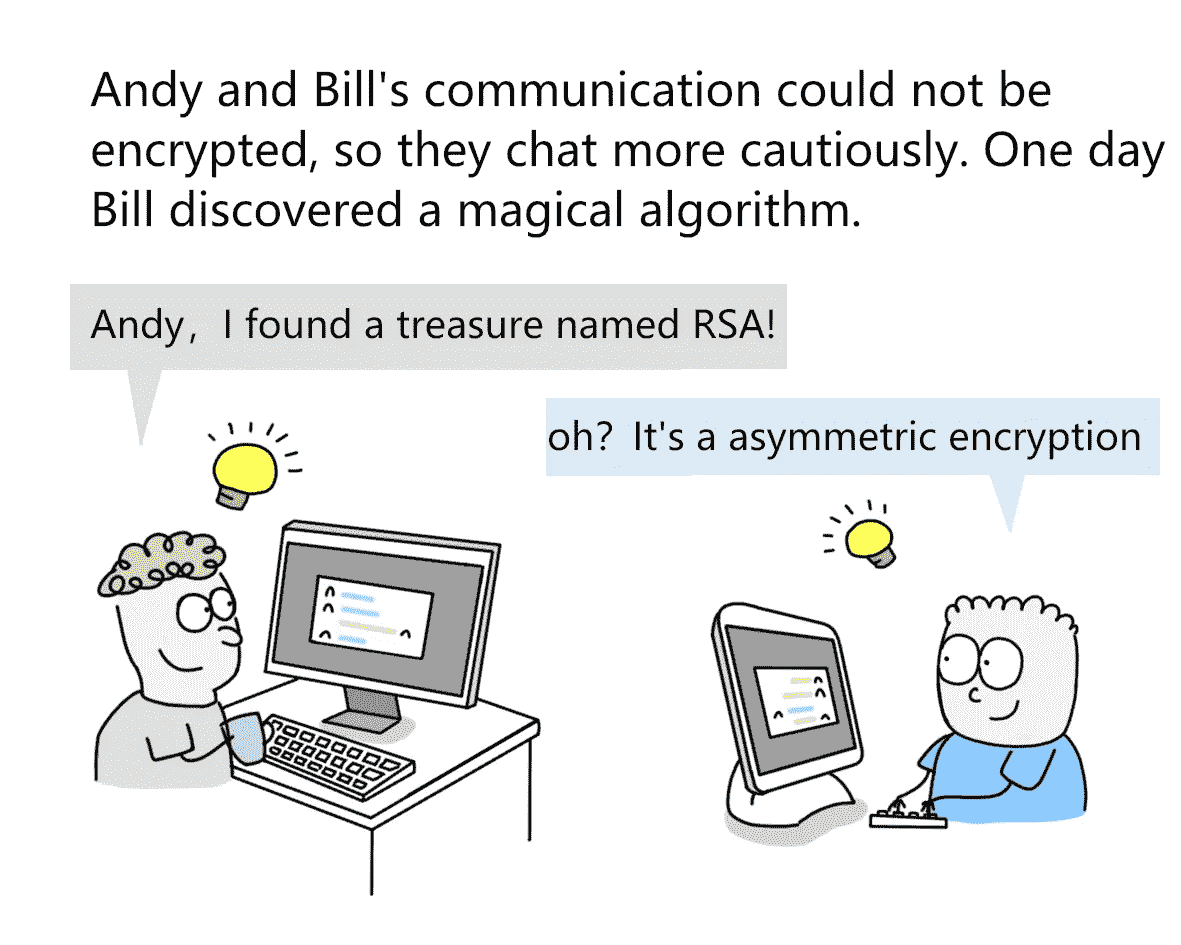 Andy and Bill's communication could not be
encrypted, so they chat more cautiously. One day
Bill discovered a magical algorithm.
Andy，I found a treasure named RSA!
oh？It's a asymmetric encryption